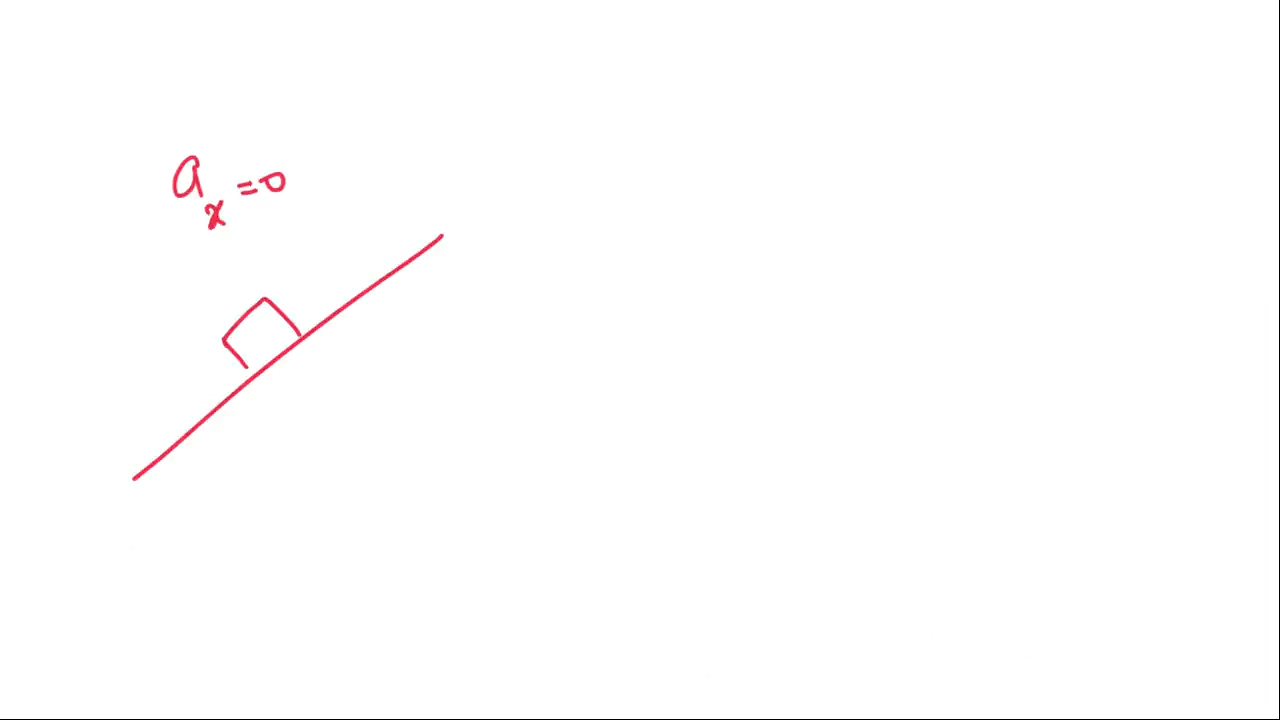 a_x = 0